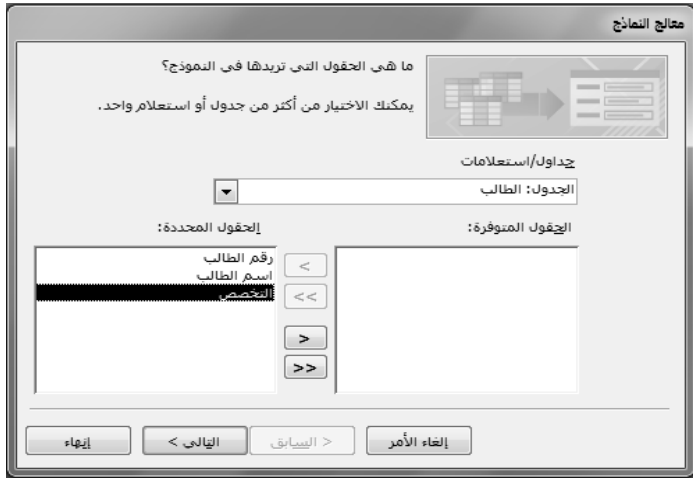 معالج النماذج
ما هي الحقول التي تريدها في النموذج؟
يمكنك الاختيار من أكثر من جدول أو استعلام واحد.
جداول/استعلامات
الجدول: الطالب
الحقول المتوفرة:
الحقول المحددة:
رقم الطالب
اسم الطالب
التخصص
<
<<
>
>>
إلغاء الأمر
< السابق
التالي >
إنهاء